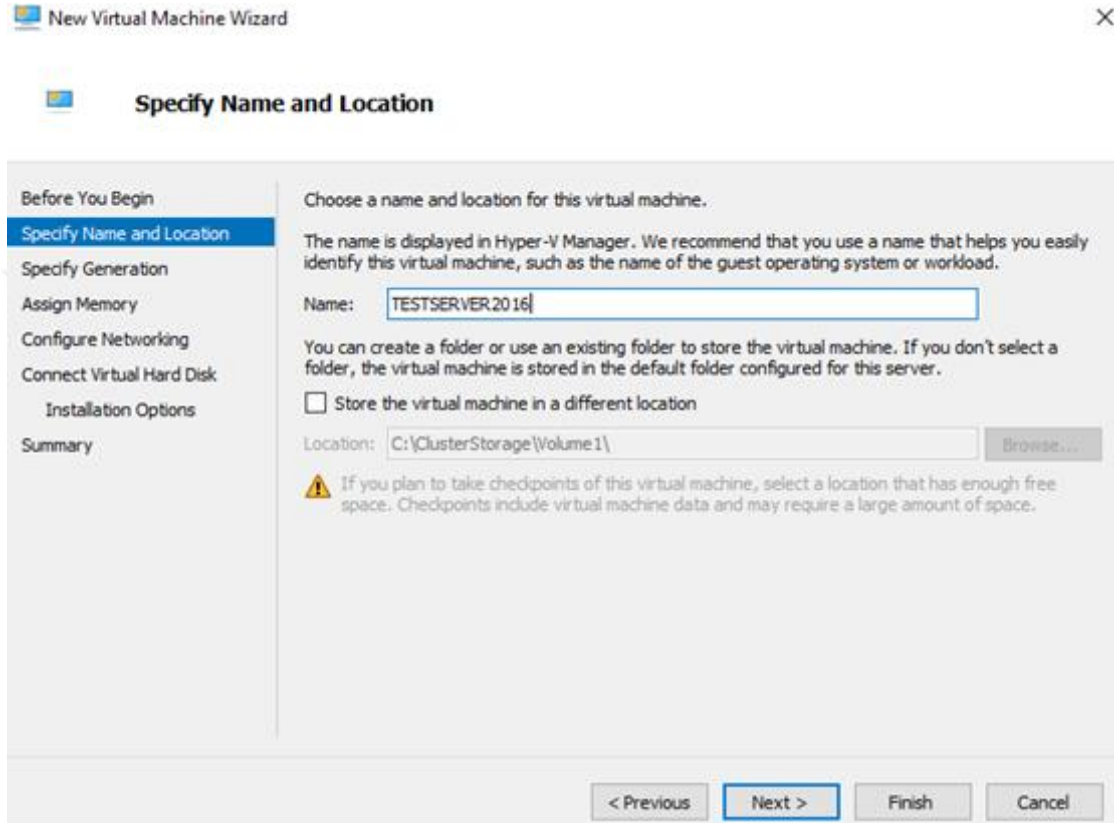 New Virtual Machine Wizard
Specify Name and Location
Before You Begin
Specify Name and Location
Specify Generation
Assign Memory
Configure Networking
Connect Virtual Hard Disk
Installation Options
Summary
Choose a name and location for this virtual machine.
The name is displayed in Hyper-V Manager. We recommend that you use a name that helps you easily
identify this virtual machine, such as the name of the guest operating system or workload.
Name: TESTSERVER2016
You can create a folder or use an existing folder to store the virtual machine. If you don't select a
folder, the virtual machine is stored in the default folder configured for this server.
Store the virtual machine in a different location
Location: C:\ClusterStorage\Volume1\ Browse...
If you plan to take checkpoints of this virtual machine, select a location that has enough free
space. Checkpoints include virtual machine data and may require a large amount of space.
< Previous Next > Finish Cancel